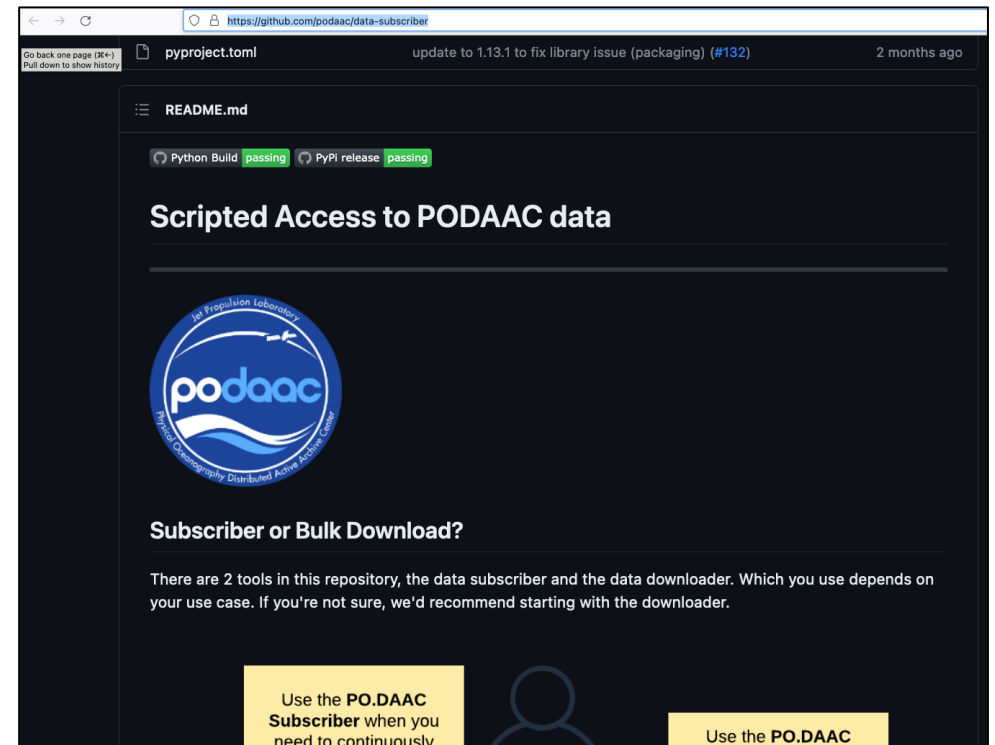 https://github.com/podaac/data-subscriber
Go back one page (⌘←)
Pull down to show history
pyproject.toml update to 1.13.1 to fix library issue (packaging) (#132) 2 months ago
README.md
Python Build passing PyPi release passing
Scripted Access to PODAAC data
Jet Propulsion Laboratory
podaac
Physical Oceanography Distributed Active Archive Center
Subscriber or Bulk Download?
There are 2 tools in this repository, the data subscriber and the data downloader. Which you use depends on
your use case. If you're not sure, we'd recommend starting with the downloader.
Use the PO.DAAC
Subscriber when you
need to continuously
Use the PO.DAAC